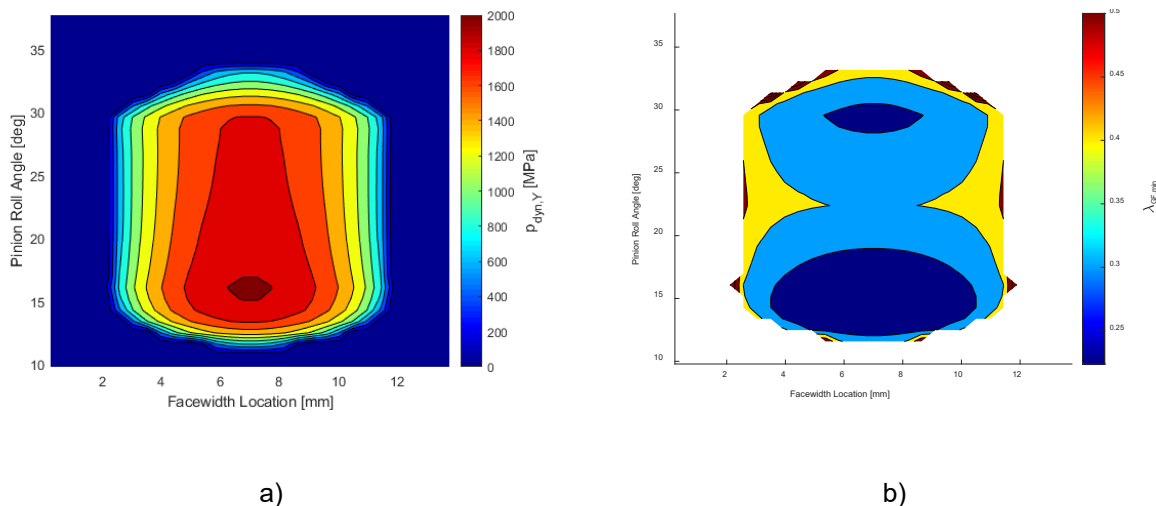 a)
35
30
25
20
15
10
Pinion Roll Angle [deg]
2 4 6 8 10 12
Facewidth Location [mm]
2000
1800
1600
1400
1200
1000
800
600
400
200
0
p dyn,Y [MPa]
35
30
25
20
15
10
Pinion Roll Angle [deg]
2 4 6 8 10 12
Facewidth Location [mm]
0.5
0.45
0.4
0.35
0.3
0.25
a)
b)